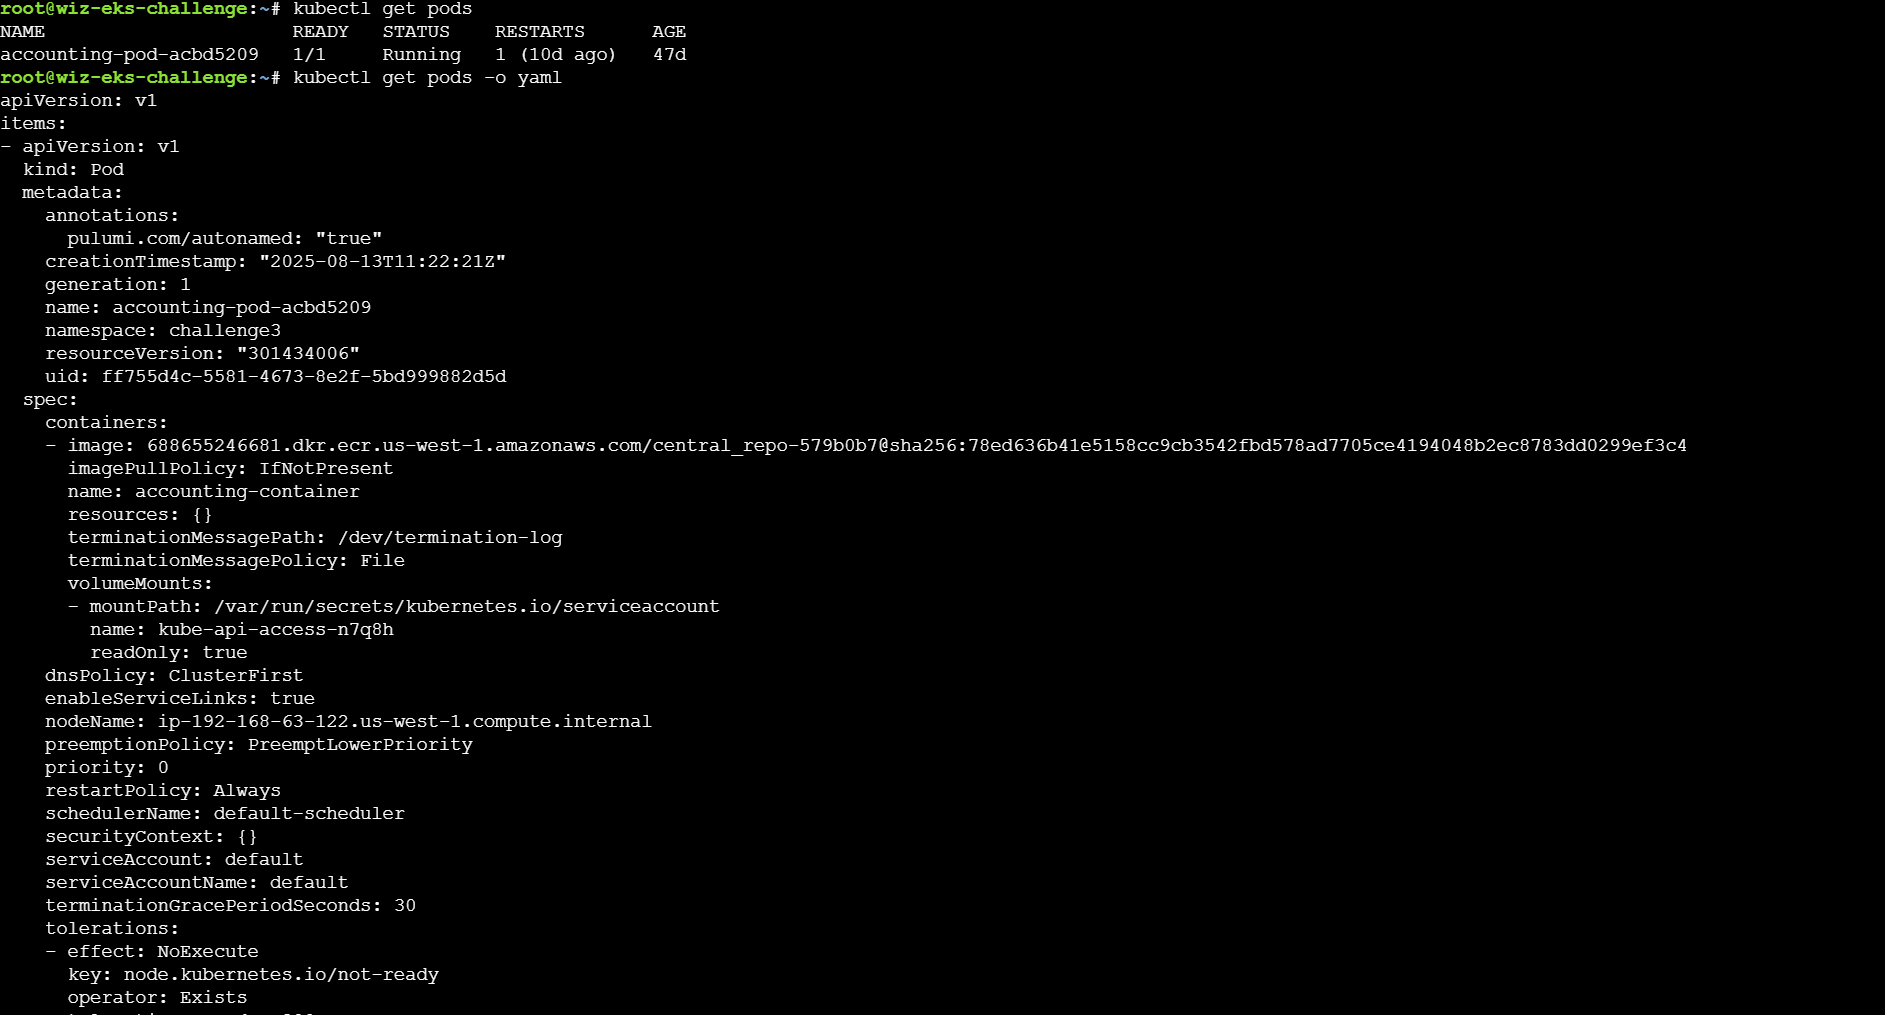 root@wiz-eks-challenge:~# kubectl get pods
NAME                      READY   STATUS    RESTARTS      AGE
accounting-pod-acbd5209   1/1     Running   1 (10d ago)   47d
root@wiz-eks-challenge:~# kubectl get pods -o yaml
apiVersion: v1
items:
- apiVersion: v1
  kind: Pod
  metadata:
    annotations:
      pulumi.com/autonamed: "true"
    creationTimestamp: "2025-08-13T11:22:21Z"
    generation: 1
    name: accounting-pod-acbd5209
    namespace: challenge3
    resourceVersion: "301434006"
    uid: ff755d4c-5581-4673-8e2f-5bd999882d5d
  spec:
    containers:
    - image: 688655246681.dkr.ecr.us-west-1.amazonaws.com/central_repo-579b0b7@sha256:78ed636b41e5158cc9cb3542fbd578ad7705ce4194048b2ec8783dd0299ef3c4
      imagePullPolicy: IfNotPresent
      name: accounting-container
      resources: {}
      terminationMessagePath: /dev/termination-log
      terminationMessagePolicy: File
      volumeMounts:
      - mountPath: /var/run/secrets/kubernetes.io/serviceaccount
        name: kube-api-access-n7q8h
        readOnly: true
    dnsPolicy: ClusterFirst
    enableServiceLinks: true
    nodeName: ip-192-168-63-122.us-west-1.compute.internal
    preemptionPolicy: PreemptLowerPriority
    priority: 0
    restartPolicy: Always
    schedulerName: default-scheduler
    securityContext: {}
    serviceAccount: default
    serviceAccountName: default
    terminationGracePeriodSeconds: 30
    tolerations:
    - effect: NoExecute
      key: node.kubernetes.io/not-ready
      operator: Exists